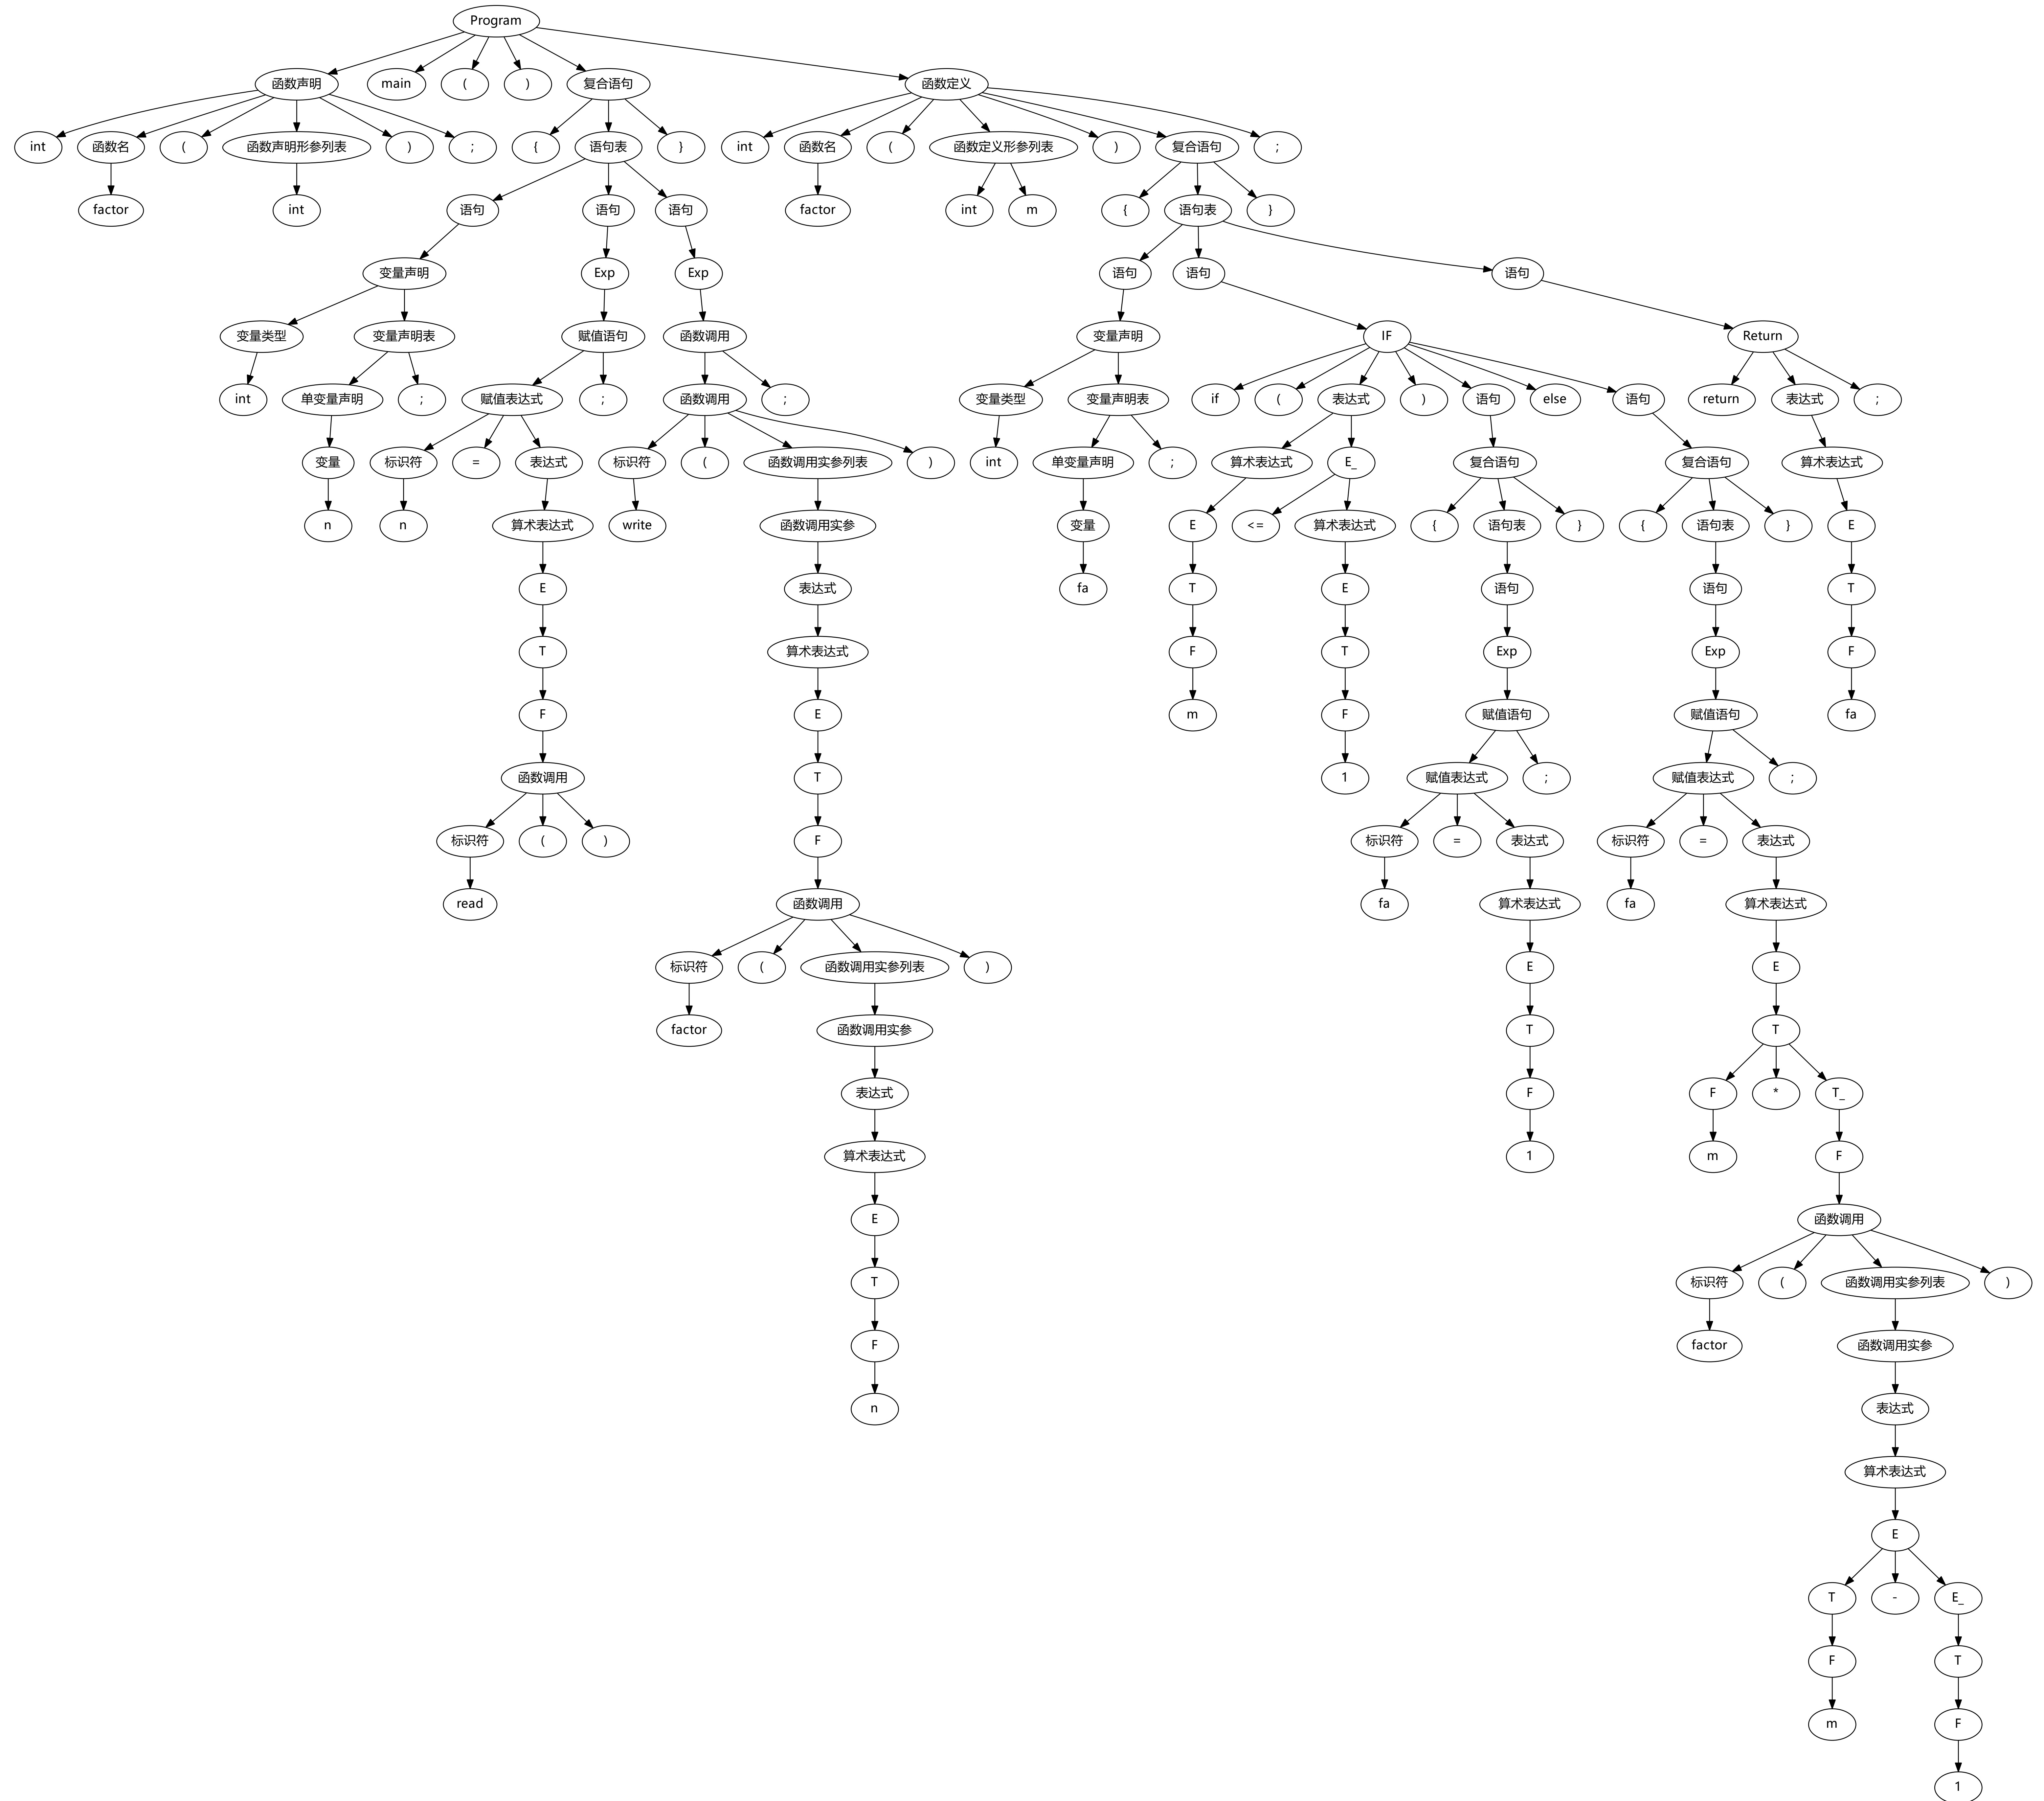 Program
函数声明 main ( ) 复合语句 函数定义
int 函数名 ( 函数声明形参列表 ) ; { 语句表 } int 函数名 ( 函数定义形参列表 ) 复合语句 ;
factor int 语句 语句 语句 factor int m { 语句表 }
变量声明 Exp Exp 语句 语句 语句
变量类型 变量声明表 赋值语句 函数调用 变量声明 IF Return
int 单变量声明 ; 赋值表达式 ; 函数调用 ; 变量类型 变量声明表 if ( 表达式 ) 语句 else 语句 return 表达式 ;
变量 标识符 = 表达式 标识符 ( 函数调用实参列表 ) int 单变量声明 ; 算术表达式 E_ 复合语句 复合语句 算术表达式
n n 算术表达式 write 函数调用实参 变量 E <= 算术表达式 { 语句表 } { 语句表 } E
E 表达式 fa T E 语句 语句 T
T 算术表达式 F T Exp Exp F
F E m F 赋值语句 赋值语句 fa
函数调用 T 1 赋值表达式 ; 赋值表达式 ;
标识符 ( ) F 标识符 = 表达式 标识符 = 表达式
read 函数调用 fa 算术表达式 fa 算术表达式
标识符 ( 函数调用实参列表 ) E E
factor 函数调用实参 T T
表达式 F F * T_
算术表达式 1 m F
E 函数调用
T 标识符 ( 函数调用实参列表 )
F factor 函数调用实参
n 表达式
算术表达式
E
T - E_
F T
m F
1